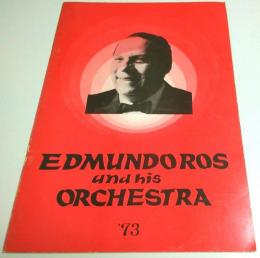 EDMUNDO ROS
and his
ORCHESTRA
'73